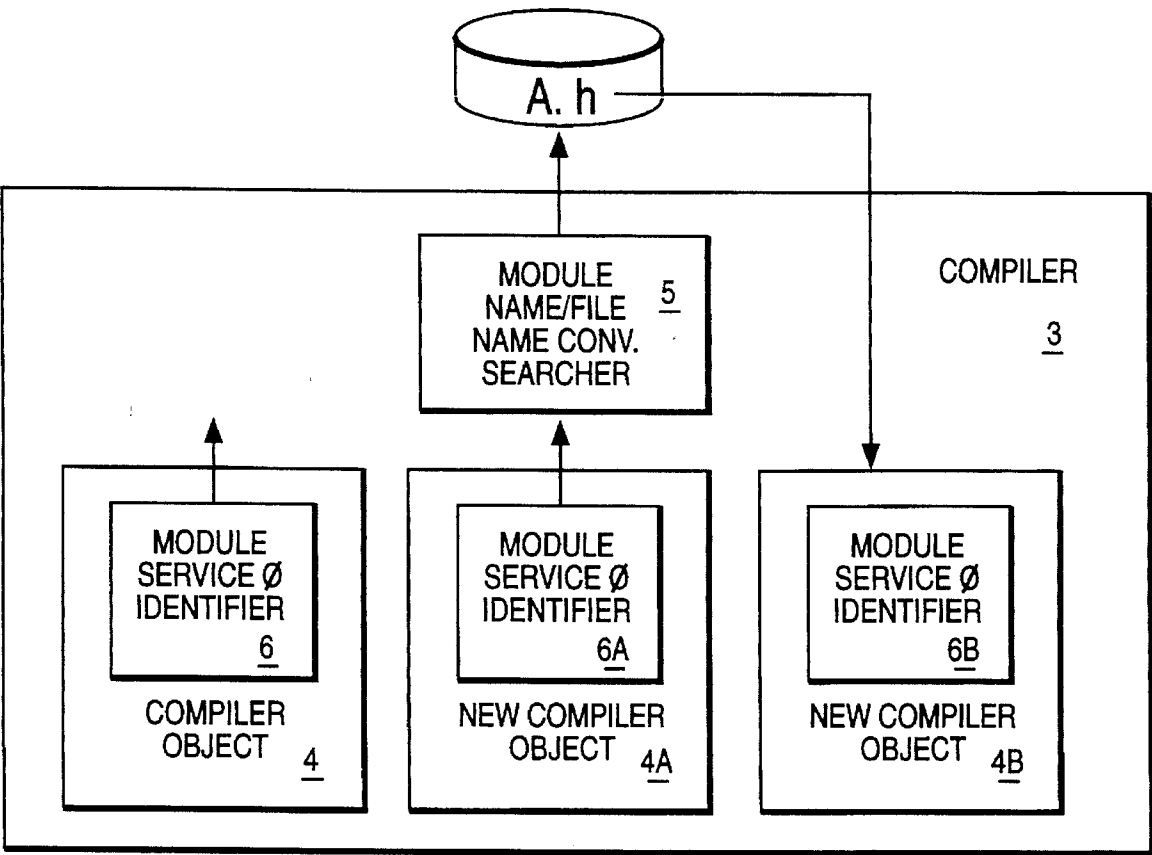 A. h
COMPILER
3
MODULE
NAME/FILE
NAME CONV.
SEARCHER
5
MODULE
SERVICE Ø
IDENTIFIER
6
COMPILER
OBJECT
4
MODULE
SERVICE Ø
IDENTIFIER
6A
NEW COMPILER
OBJECT
4A
MODULE
SERVICE Ø
IDENTIFIER
6B
NEW COMPILER
OBJECT
4B